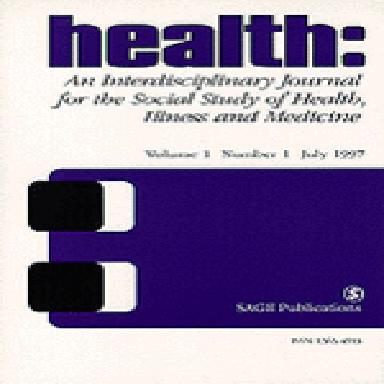 health:
An Interdisciplinary Journal
for the Social Study of Health,
Illness and Medicine
Volume 1 Number 1 July 1997
S
SAGE Publications
ISSN